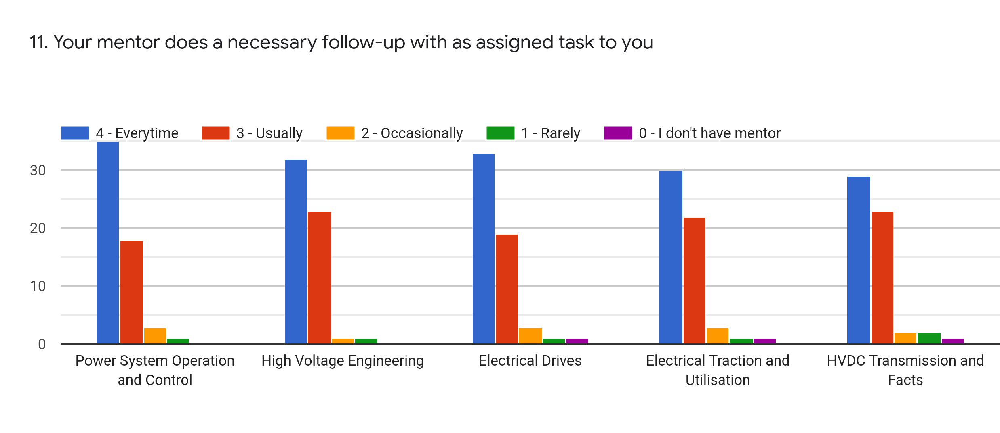 11. Your mentor does a necessary follow-up with as assigned task to you
4 - Everytime
3 - Usually
2 - Occasionally
1 - Rarely
0 - I don't have mentor
30
20
10
0
Power System Operation
and Control
High Voltage Engineering
Electrical Drives
Electrical Traction and
Utilisation
HVDC Transmission and
Facts